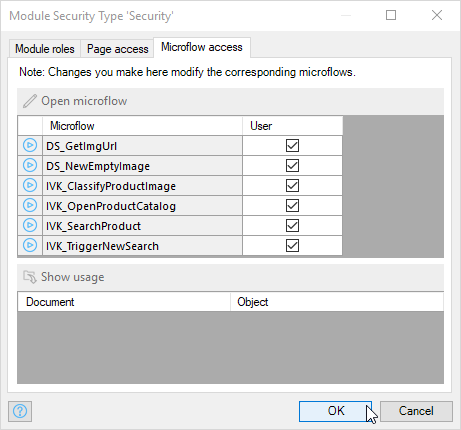 Module Security Type 'Security'
Module roles Page access Microflow access
Note: Changes you make here modify the corresponding microflows.
Open microflow
Microflow User
DS_GetImgUrl
DS_NewEmptyImage
IVK_ClassifyProductImage
IVK_OpenProductCatalog
IVK_SearchProduct
IVK_TriggerNewSearch
Show usage
Document Object
? OK Cancel